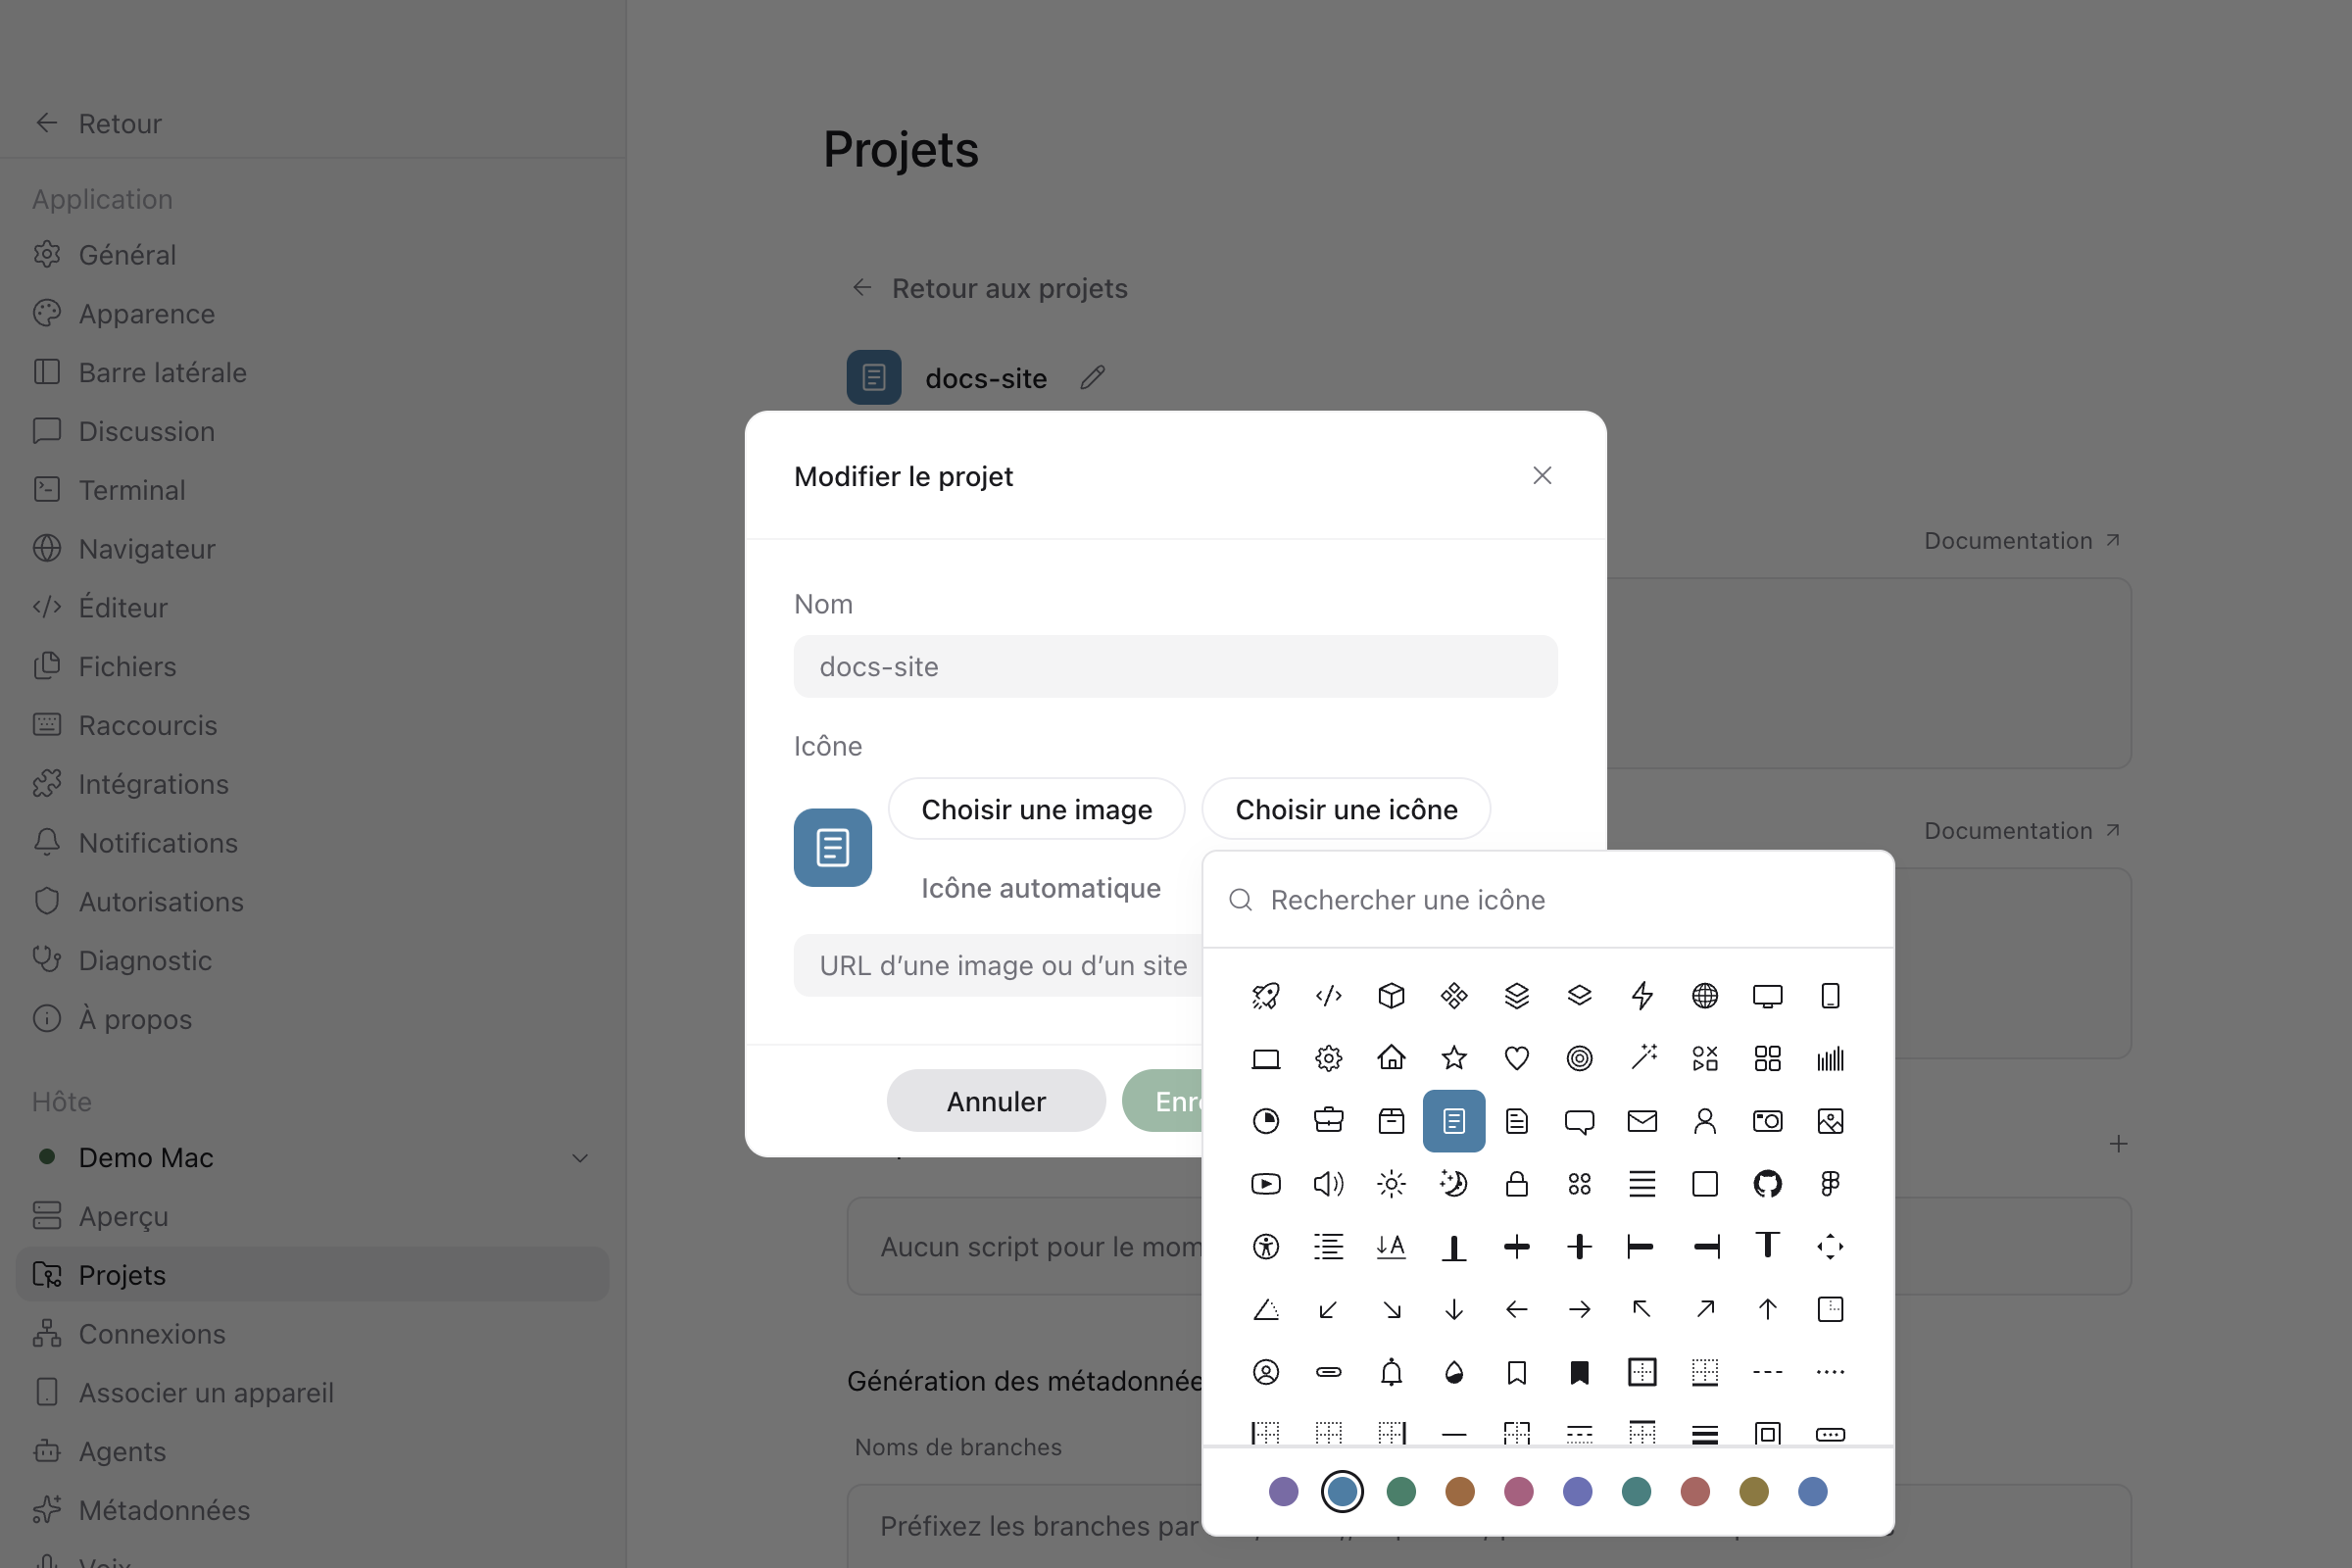 Retour
Application
Général
Apparence
Barre latérale
Discussion
Terminal
Navigateur
Éditeur
Fichiers
Raccourcis
Intégrations
Notifications
Autorisations
Diagnostic
À propos
Hôte
Demo Mac
Aperçu
Projets
Connexions
Associer un appareil
Agents
Métadonnées
Voix
Projets
Retour aux projets
docs-site
Documentation
Documentation
Modifier le projet
Nom
docs-site
Icône
Choisir une image
Choisir une icône
Icône automatique
URL d’une image ou d’un site
Annuler
Rechercher une icône
Aucun script pour le
Génération des
Noms de branches
Préfixez les branches par